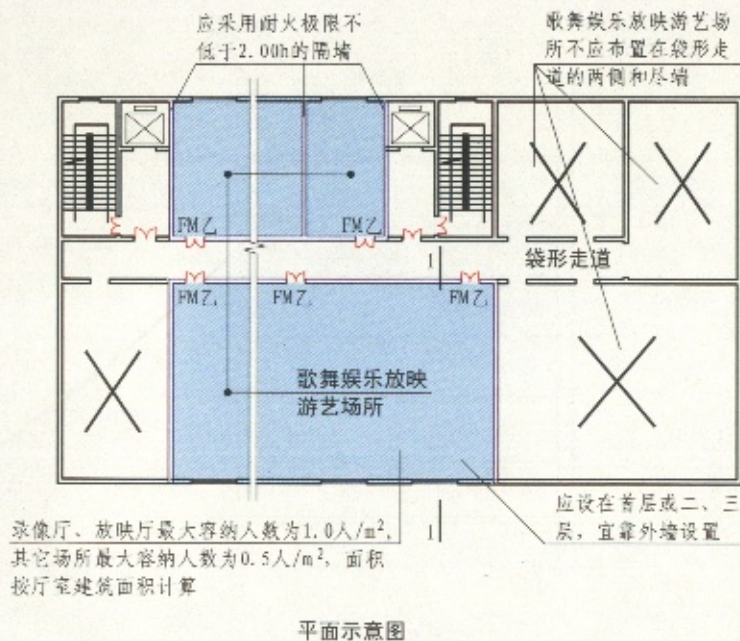 应采用耐火极限不
低于2.00h的隔墙
歌舞娱乐放映游艺场
所不应布置在袋形走
道的两侧和尽端
FM乙
FM乙
1
袋形走道
FM乙
FM乙
FM乙
歌舞娱乐放映
游艺场所
录像厅、放映厅最大容纳人数为1.0人/m²,
其它场所最大容纳人数为0.5人/m², 面积
按厅室建筑面积计算
1
应设在首层或二、三
层, 宜靠外墙设置
平面示意图